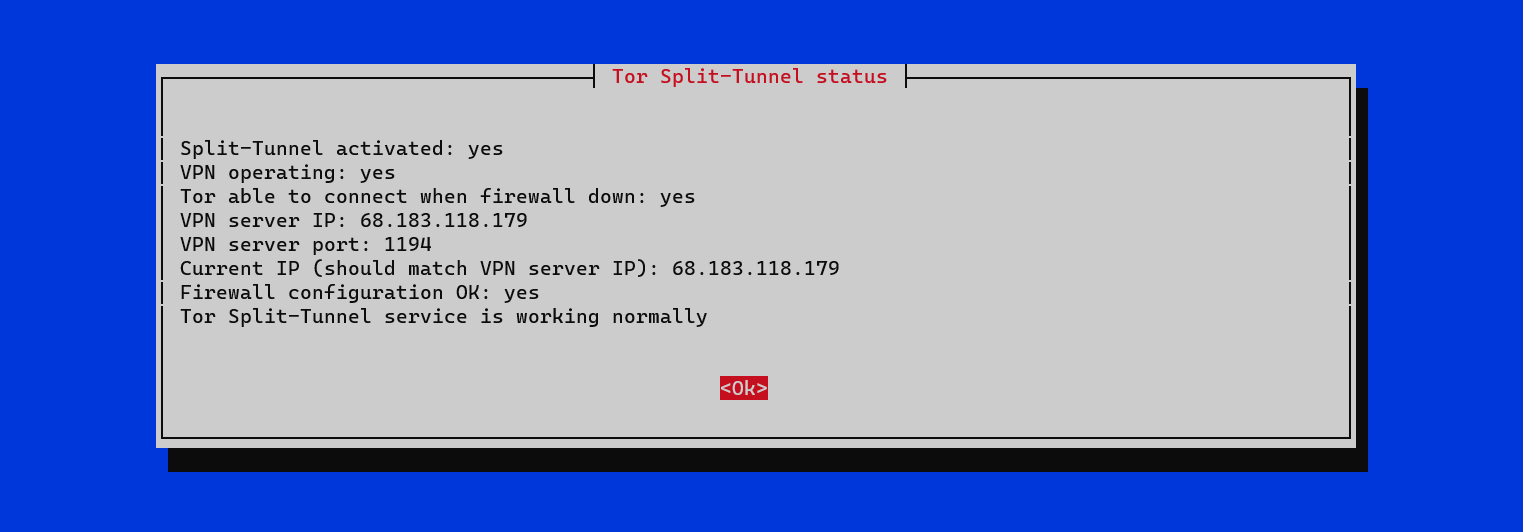 Tor Split-Tunnel status
Split-Tunnel activated: yes
VPN operating: yes
Tor able to connect when firewall down: yes
VPN server IP: 68.183.118.179
VPN server port: 1194
Current IP (should match VPN server IP): 68.183.118.179
Firewall configuration OK: yes
Tor Split-Tunnel service is working normally
<Ok>